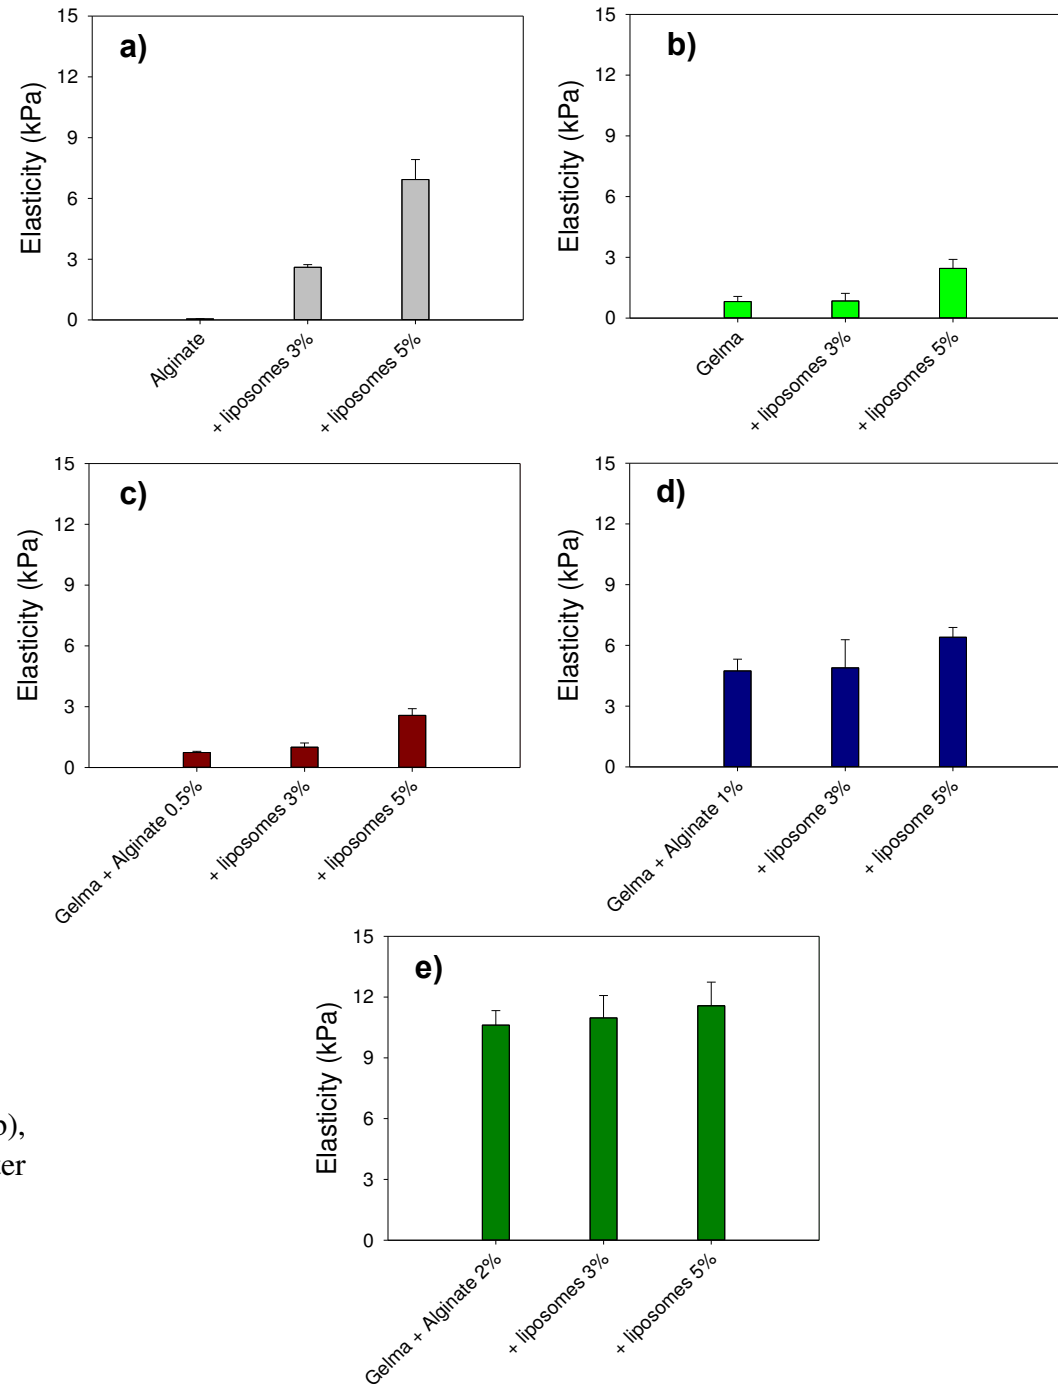 a)
Elasticity (kPa)
15
12
9
6
3
0
Alginate
+ liposomes 3%
+ liposomes 5%
b)
Elasticity (kPa)
15
12
9
6
3
0
Gelma
+ liposomes 3%
+ liposomes 5%
c)
Elasticity (kPa)
15
12
9
6
3
0
Gelma + Alginate 0.5%
+ liposomes 3%
+ liposomes 5%
d)
Elasticity (kPa)
15
12
9
6
3
0
Gelma + Alginate 1%
+ liposome 3%
+ liposome 5%
e)
Elasticity (kPa)
15
12
9
6
3
0
Gelma + Alginate 2%
+ liposomes 3%
+ liposomes 5%